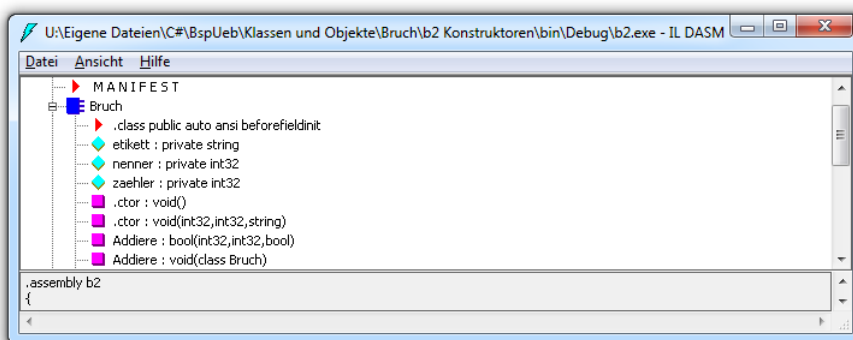 U:\Eigene Dateien\C#\BspUeb\Klassen und Objekte\Bruch\b2 Konstruktoren\bin\Debug\b2.exe - IL DASM
Datei Ansicht Hilfe
M A N I F E S T
Bruch
.class public auto ansi beforefieldinit
etikett : private string
nenner : private int32
zaehler : private int32
.ctor : void()
.ctor : void(int32,int32,string)
Addiere : bool(int32,int32,bool)
Addiere : void(class Bruch)
.assembly b2
{